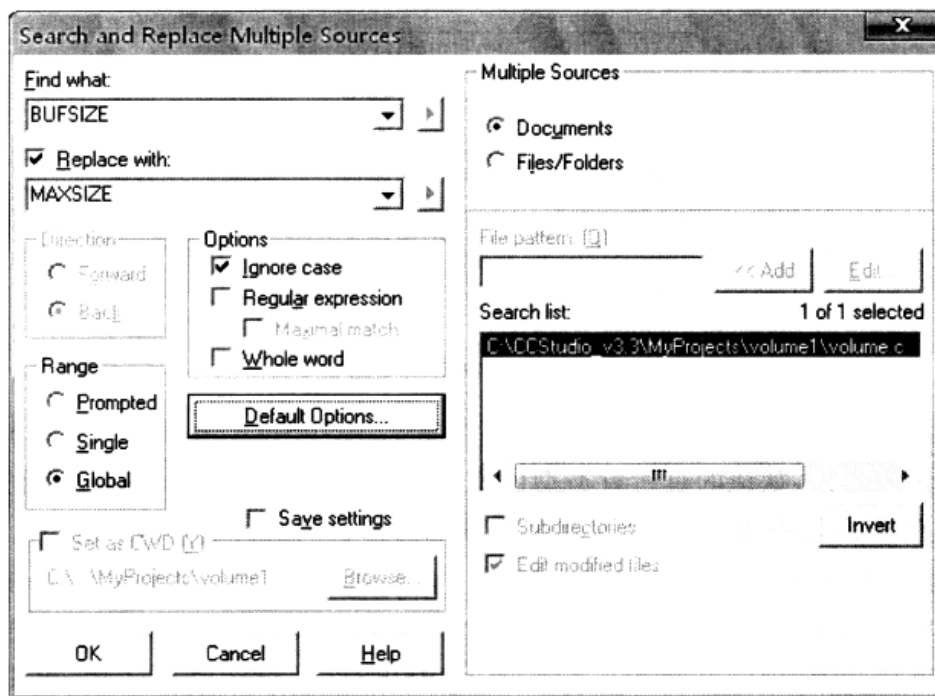 Search and Replace Multiple Sources
Find what:
BUFSIZE
Replace with:
MAXSIZE
Direction
Forward
Back
Options
Ignore case
Regular expression
Maximal match
Whole word
Range
Prompted
Single
Global
Default Options...
Save settings
Set as CWD (Y)
C:\...\MyProjects\volume1
Browse...
OK
Cancel
Help
Multiple Sources
Documents
Files/Folders
File pattern: (Q)
<< Add
Edit...
Search list:
1 of 1 selected
C:\CCStudio_v3.3\MyProjects\volume1\volume.c
Subdirectories
Invert
Edit modified files